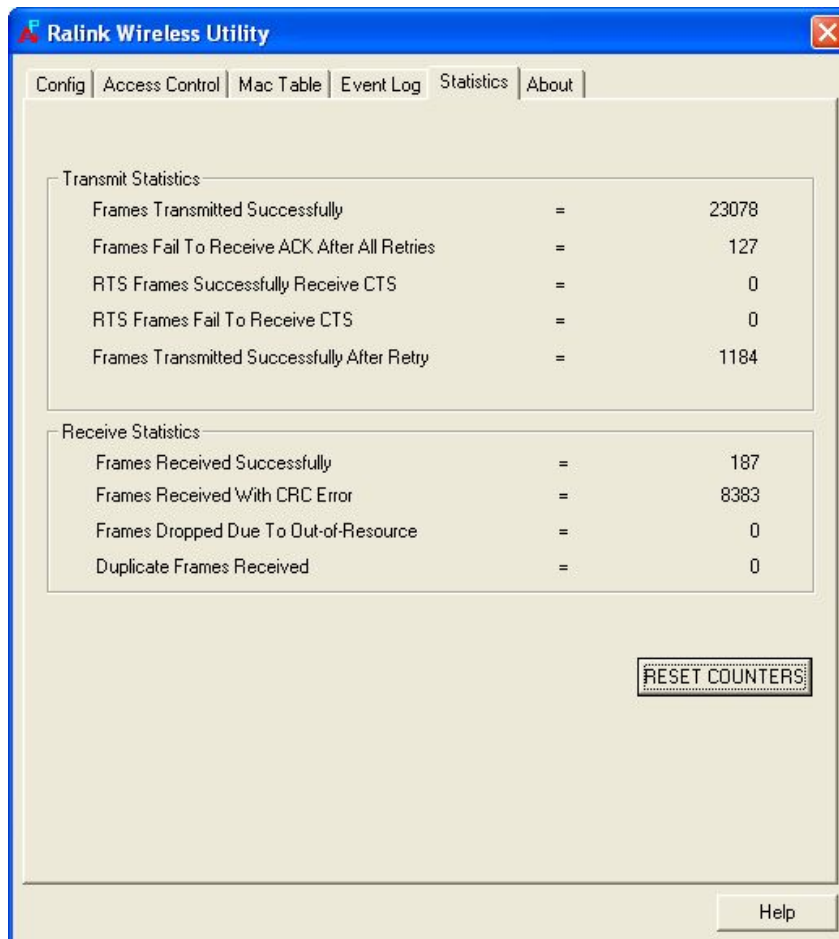 Ralink Wireless Utility
Config Access Control Mac Table Event Log Statistics About
Transmit Statistics
Frames Transmitted Successfully = 23078
Frames Fail To Receive ACK After All Retries = 127
RTS Frames Successfully Receive CTS = 0
RTS Frames Fail To Receive CTS = 0
Frames Transmitted Successfully After Retry = 1184
Receive Statistics
Frames Received Successfully = 187
Frames Received With CRC Error = 8383
Frames Dropped Due To Out-of-Resource = 0
Duplicate Frames Received = 0
RESET COUNTERS
Help